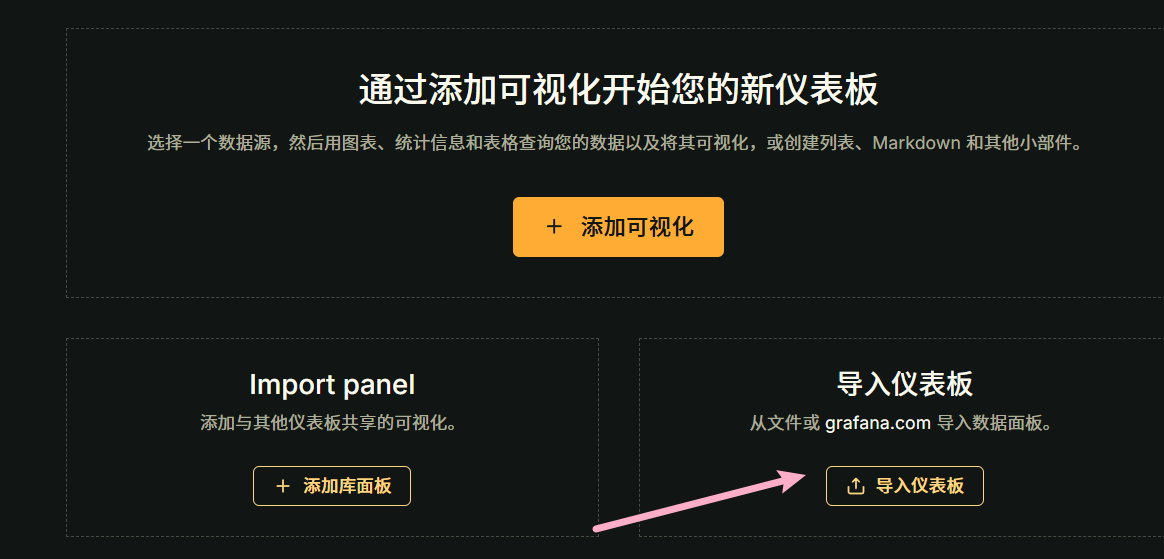 通过添加可视化开始您的新仪表板
选择一个数据源，然后用图表、统计信息和表格查询您的数据以及将其可视化，或创建列表、Markdown 和其他小部件。
+ 添加可视化
Import panel
添加与其他仪表板共享的可视化。
+ 添加库面板
导入仪表板
从文件或 grafana.com 导入数据面板。
导入仪表板